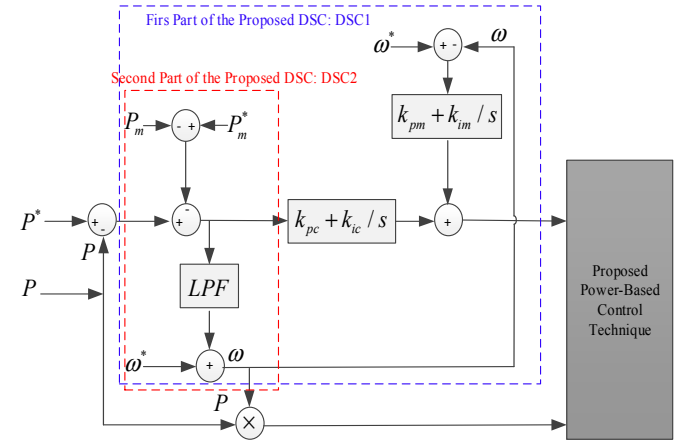 Firs Part of the Proposed DSC: DSC1
ω* + - ω
Second Part of the Proposed DSC: DSC2
k_pm + k_im / s
P_m - + P_m*
P* + - + - k_pc + k_ic / s +
P
P
LPF
Proposed
Power-Based
Control
Technique
ω* + ω
P
×